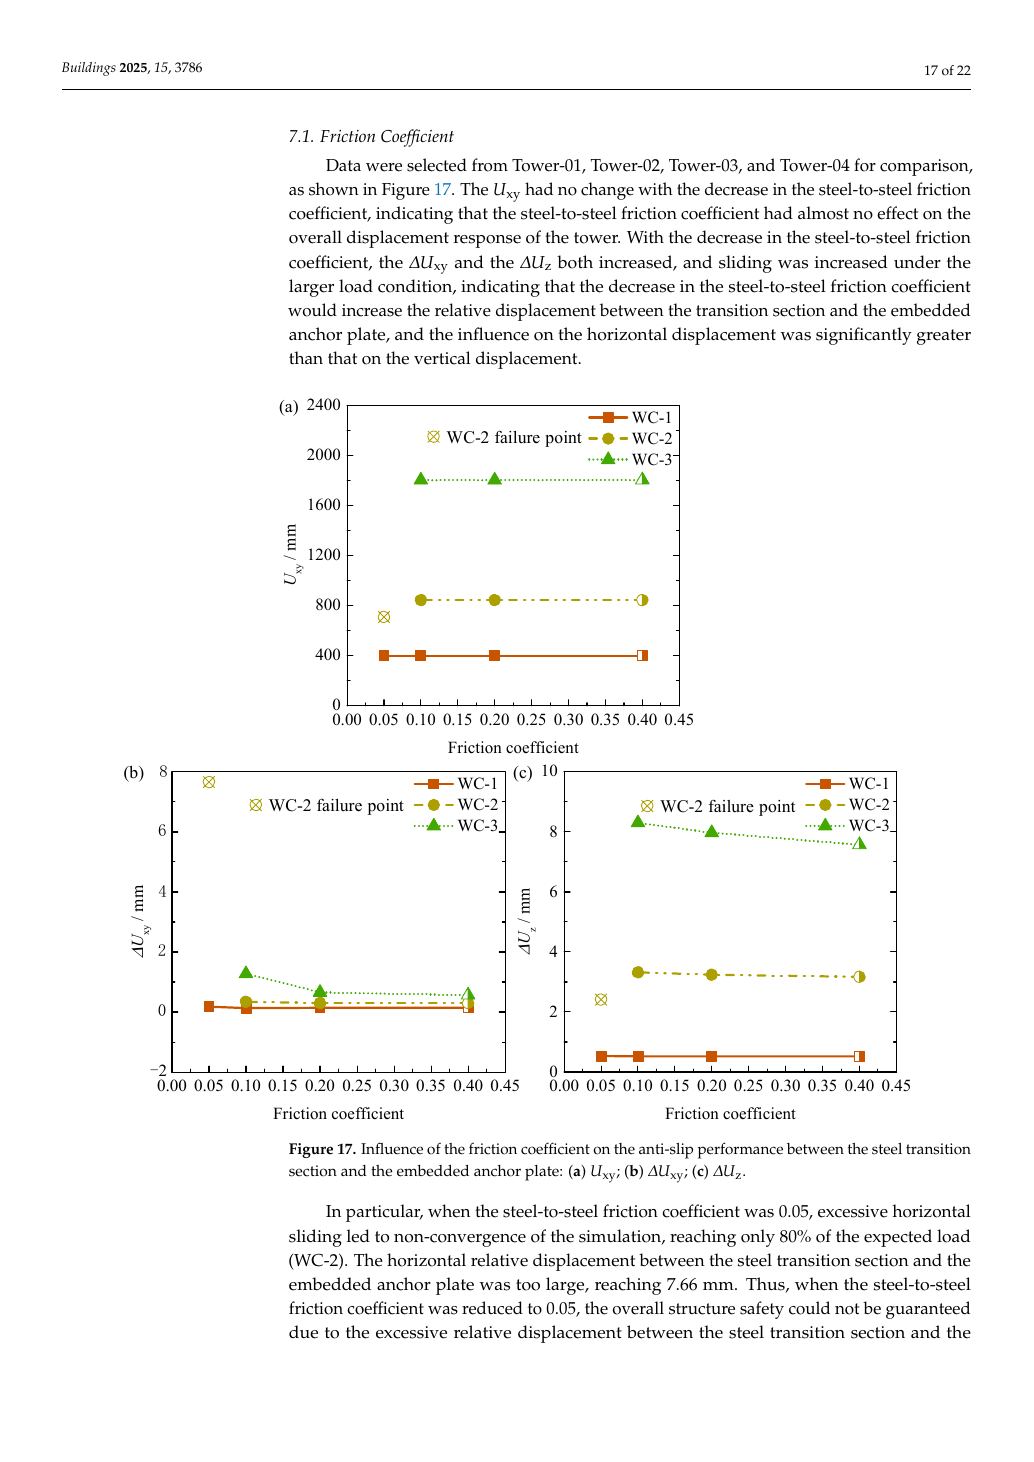 Buildings 2025, 15, 3786
17 of 22
7.1. Friction Coefficient
Data were selected from Tower-01, Tower-02, Tower-03, and Tower-04 for comparison,
as shown in Figure 17. The Uxy had no change with the decrease in the steel-to-steel friction
coefficient, indicating that the steel-to-steel friction coefficient had almost no effect on the
overall displacement response of the tower. With the decrease in the steel-to-steel friction
coefficient, the ΔUxy and the ΔUz both increased, and sliding was increased under the
larger load condition, indicating that the decrease in the steel-to-steel friction coefficient
would increase the relative displacement between the transition section and the embedded
anchor plate, and the influence on the horizontal displacement was significantly greater
than that on the vertical displacement.
(a)
2400
2000
1600
1200
800
400
0
Uxy / mm
WC-2 failure point
WC-1
WC-2
WC-3
0.00 0.05 0.10 0.15 0.20 0.25 0.30 0.35 0.40 0.45
Friction coefficient
(b)
8
6
4
2
0
−2
ΔUxy / mm
WC-2 failure point
WC-1
WC-2
WC-3
0.00 0.05 0.10 0.15 0.20 0.25 0.30 0.35 0.40 0.45
Friction coefficient
(c)
10
8
6
4
2
0
ΔUz / mm
WC-2 failure point
WC-1
WC-2
WC-3
0.00 0.05 0.10 0.15 0.20 0.25 0.30 0.35 0.40 0.45
Friction coefficient
Figure 17. Influence of the friction coefficient on the anti-slip performance between the steel transition
section and the embedded anchor plate: (a) Uxy; (b) ΔUxy; (c) ΔUz.
In particular, when the steel-to-steel friction coefficient was 0.05, excessive horizontal
sliding led to non-convergence of the simulation, reaching only 80% of the expected load
(WC-2). The horizontal relative displacement between the steel transition section and the
embedded anchor plate was too large, reaching 7.66 mm. Thus, when the steel-to-steel
friction coefficient was reduced to 0.05, the overall structure safety could not be guaranteed
due to the excessive relative displacement between the steel transition section and the